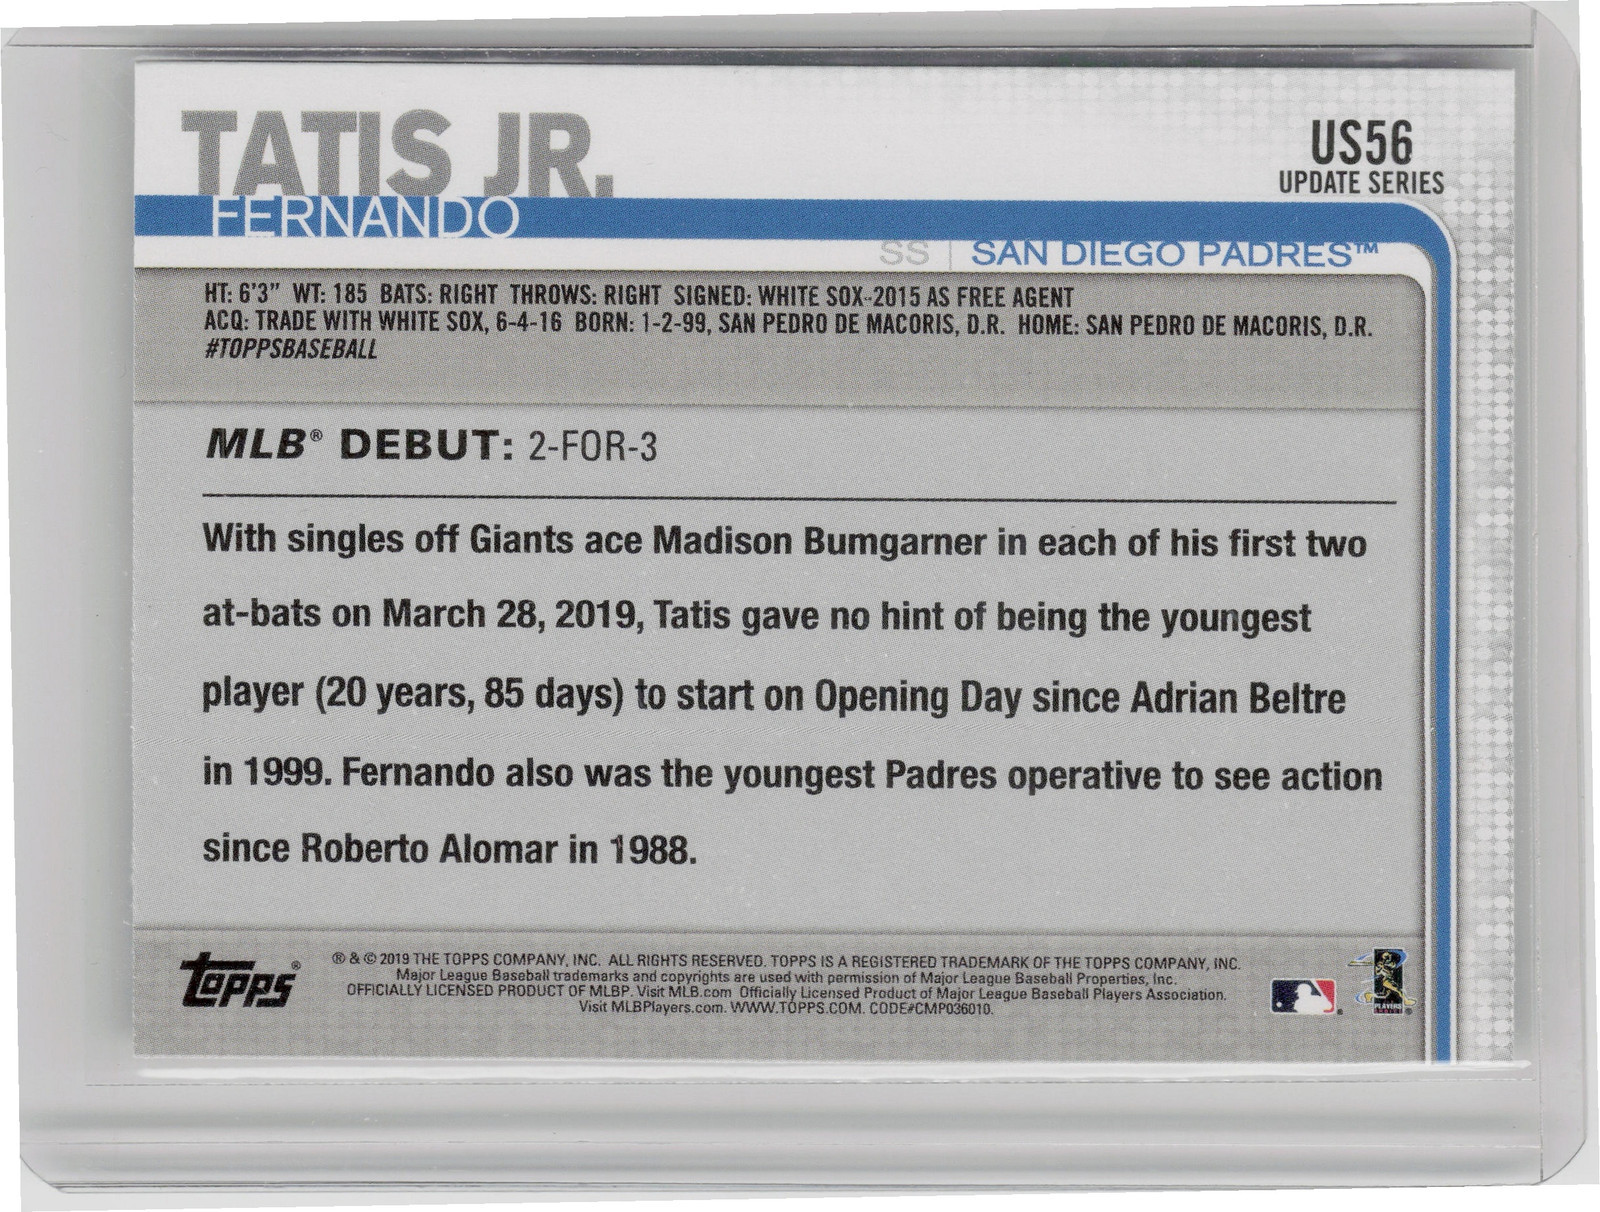 TATIS JR.
FERNANDO
US56
UPDATE SERIES
SS | SAN DIEGO PADRES™
HT: 6'3" WT: 185 BATS: RIGHT THROWS: RIGHT SIGNED: WHITE SOX-2015 AS FREE AGENT
ACQ: TRADE WITH WHITE SOX, 6-4-16 BORN: 1-2-99, SAN PEDRO DE MACORIS, D.R. HOME: SAN PEDRO DE MACORIS, D.R.
#TOPPSBASEBALL
MLB® DEBUT: 2-FOR-3
With singles off Giants ace Madison Bumgarner in each of his first two
at-bats on March 28, 2019, Tatis gave no hint of being the youngest
player (20 years, 85 days) to start on Opening Day since Adrian Beltre
in 1999. Fernando also was the youngest Padres operative to see action
since Roberto Alomar in 1988.
Topps®
® & © 2019 THE TOPPS COMPANY, INC. ALL RIGHTS RESERVED. TOPPS IS A REGISTERED TRADEMARK OF THE TOPPS COMPANY, INC.
Major League Baseball trademarks and copyrights are used with permission of Major League Baseball Properties, Inc.
OFFICIALLY LICENSED PRODUCT OF MLBP. Visit MLB.com Officially Licensed Product of Major League Baseball Players Association.
Visit MLBPlayers.com. WWW.TOPPS.COM. CODE#CMP036010.
PLAYERS